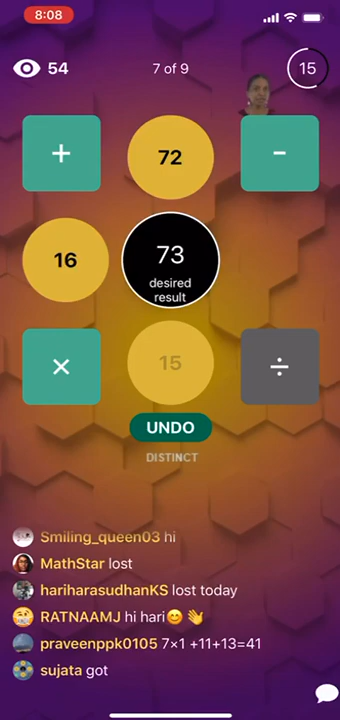 8:08
54
7 of 9
15
+
72
-
16
73
desired
result
×
15
÷
UNDO
DISTINCT
Smiling_queen03 hi
MathStar lost
hariharasudhanKS lost today
RATNAAMJ hi hari😊 👋
praveenppk0105 7×1 +11+13=41
sujata got